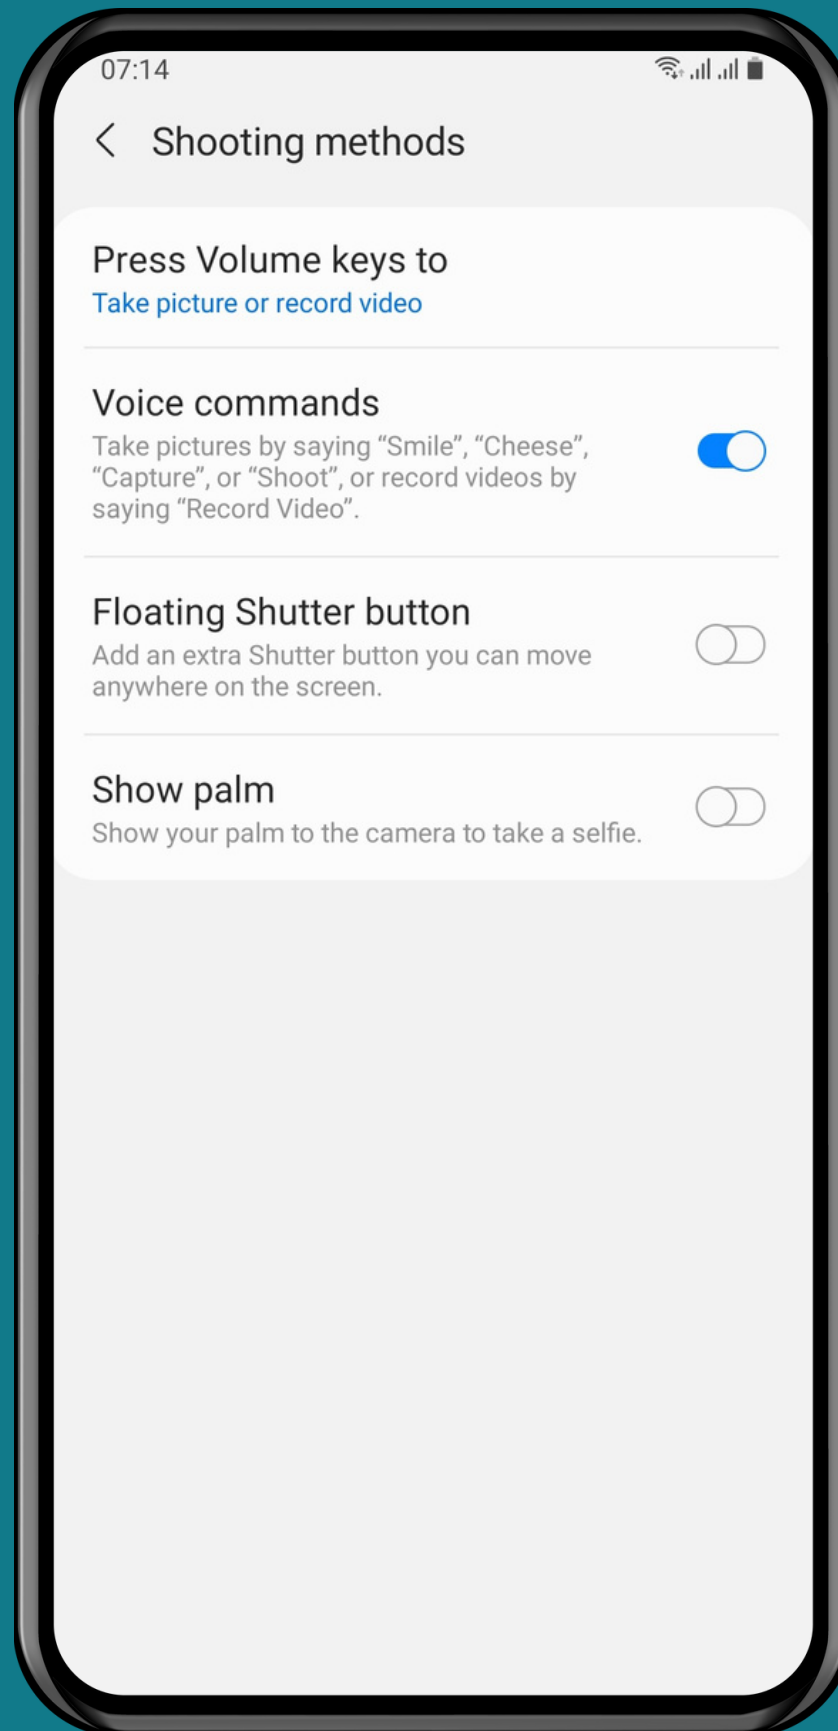 07:14
Shooting methods
Press Volume keys to
Take picture or record video
Voice commands
Take pictures by saying “Smile”, “Cheese”,
“Capture”, or “Shoot”, or record videos by
saying “Record Video”.
Floating Shutter button
Add an extra Shutter button you can move
anywhere on the screen.
Show palm
Show your palm to the camera to take a selfie.